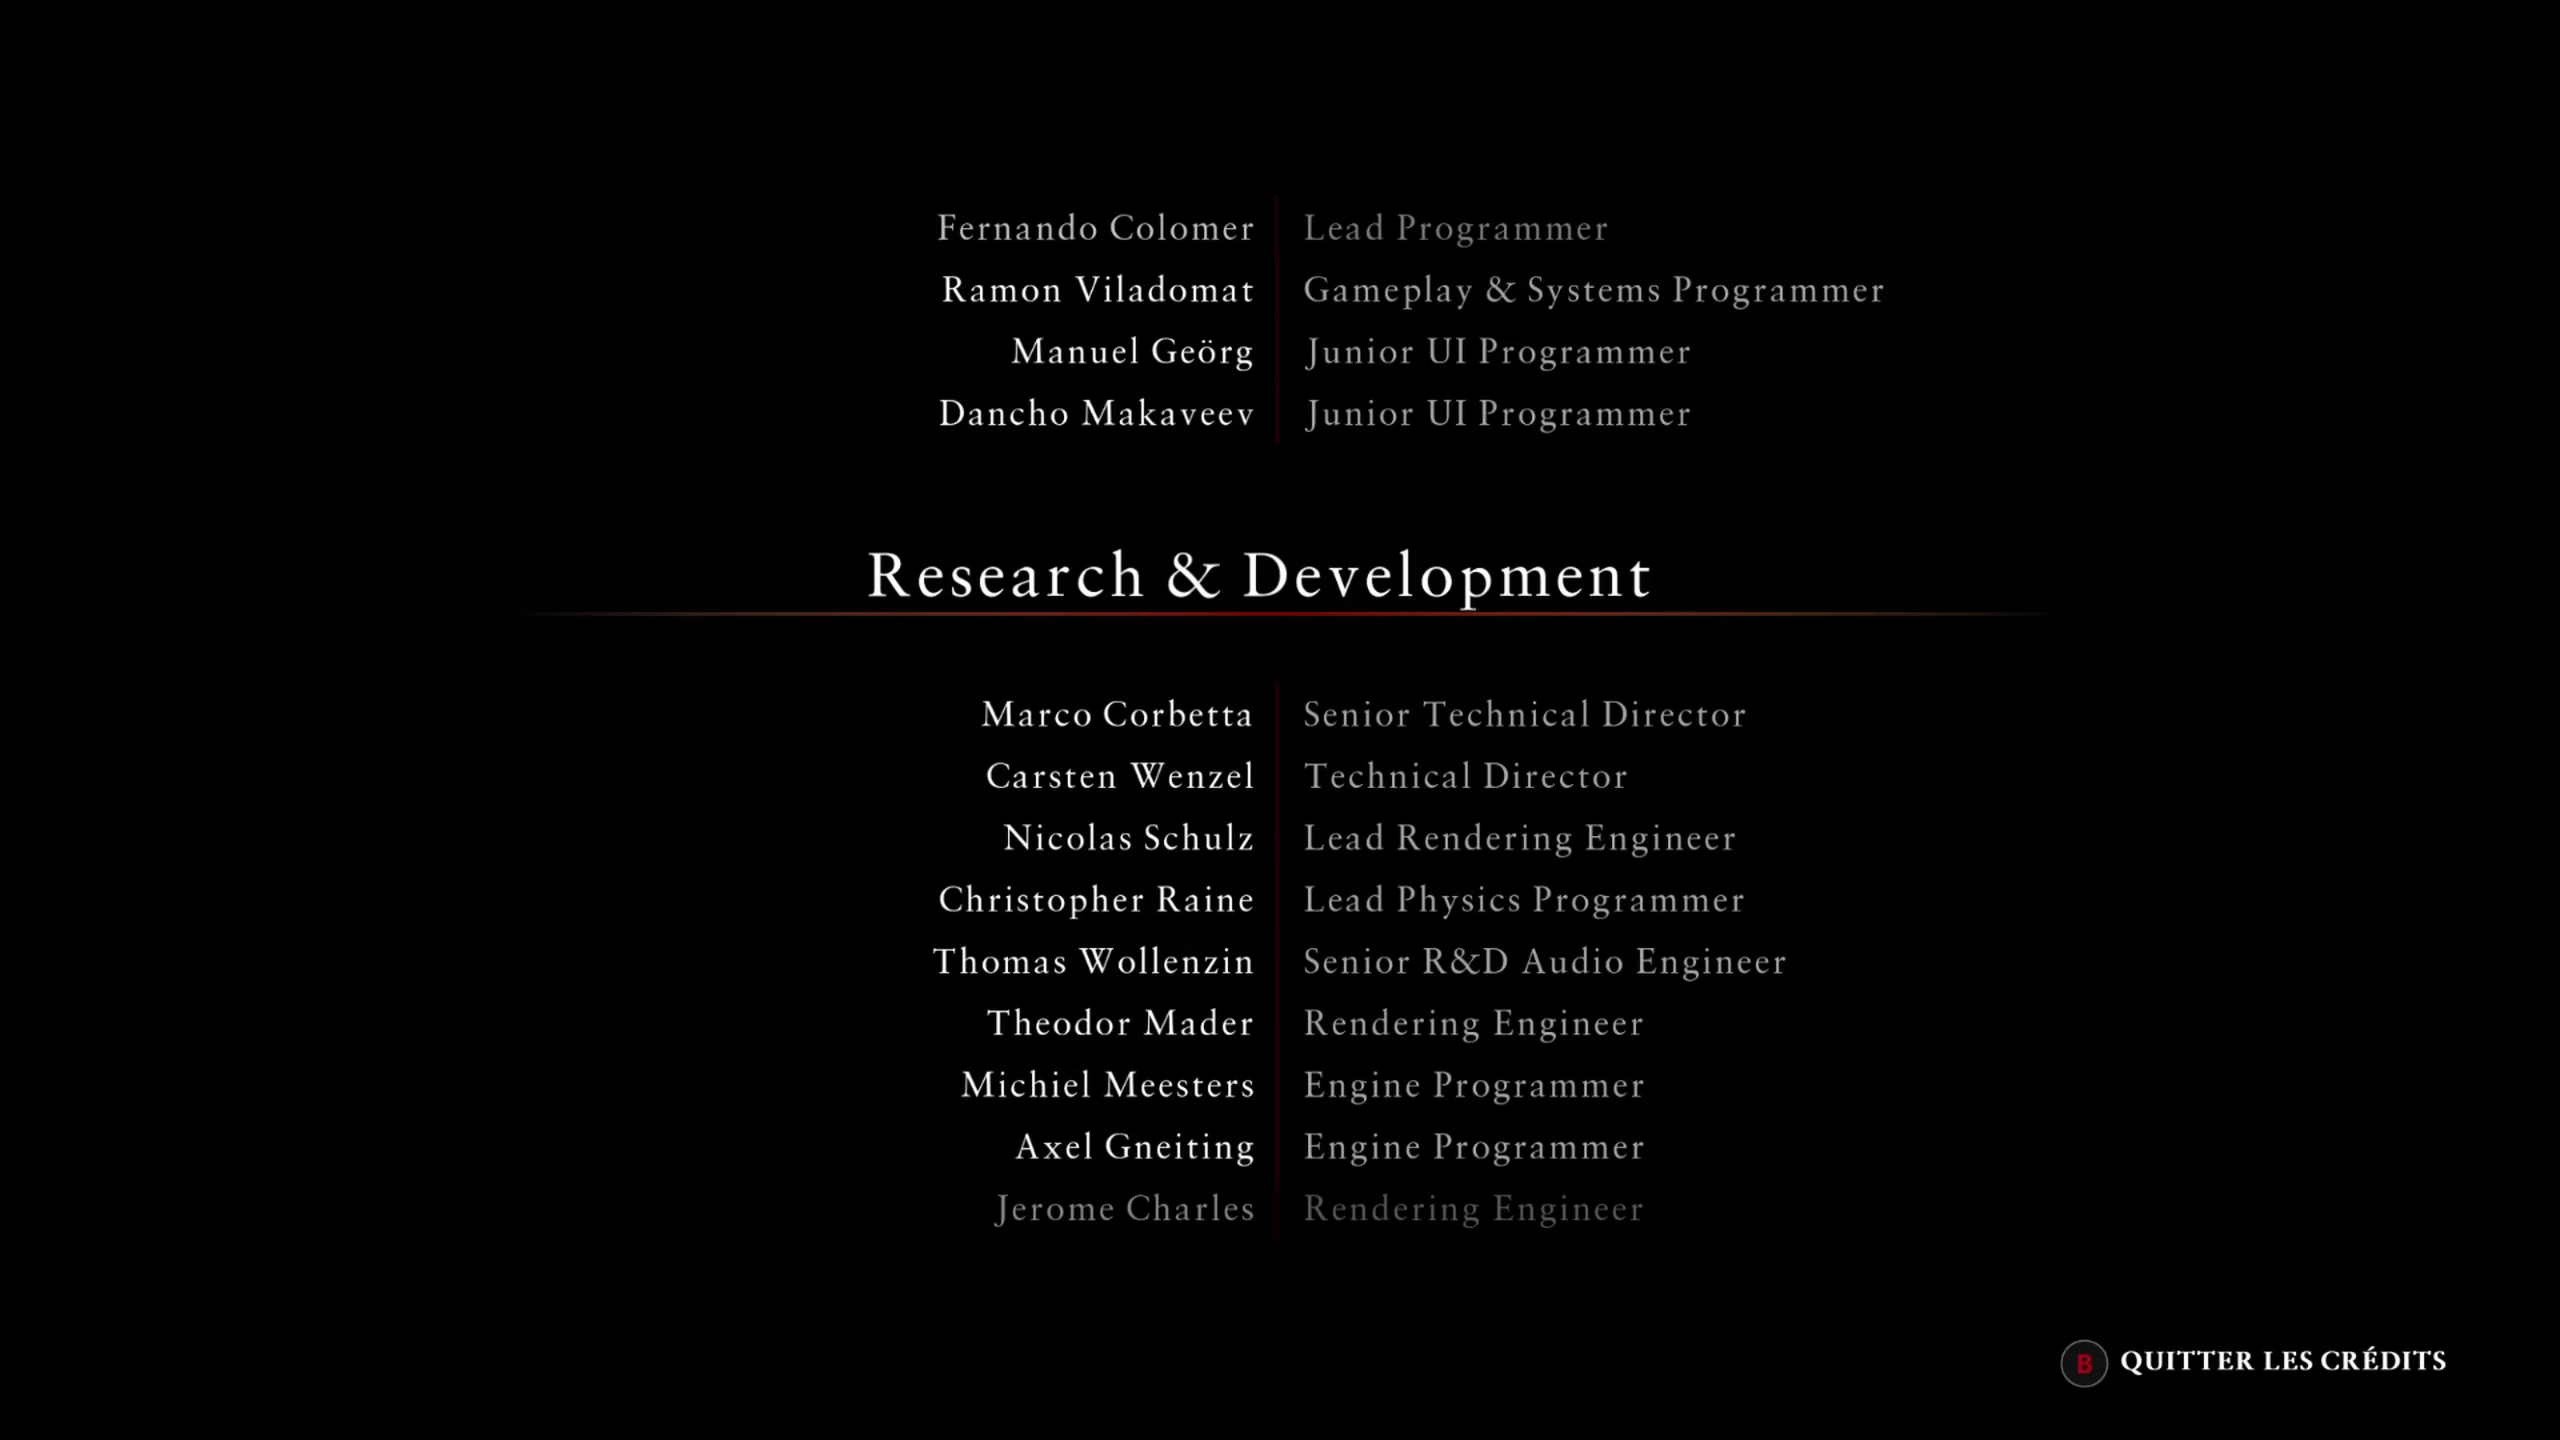 Fernando Colomer Lead Programmer
Ramon Viladomat Gameplay & Systems Programmer
Manuel Geörg Junior UI Programmer
Dancho Makaveev Junior UI Programmer
Research & Development
Marco Corbetta Senior Technical Director
Carsten Wenzel Technical Director
Nicolas Schulz Lead Rendering Engineer
Christopher Raine Lead Physics Programmer
Thomas Wollenzin Senior R&D Audio Engineer
Theodor Mader Rendering Engineer
Michiel Meesters Engine Programmer
Axel Gneiting Engine Programmer
Jerome Charles Rendering Engineer
B QUITTER LES CRÉDITS